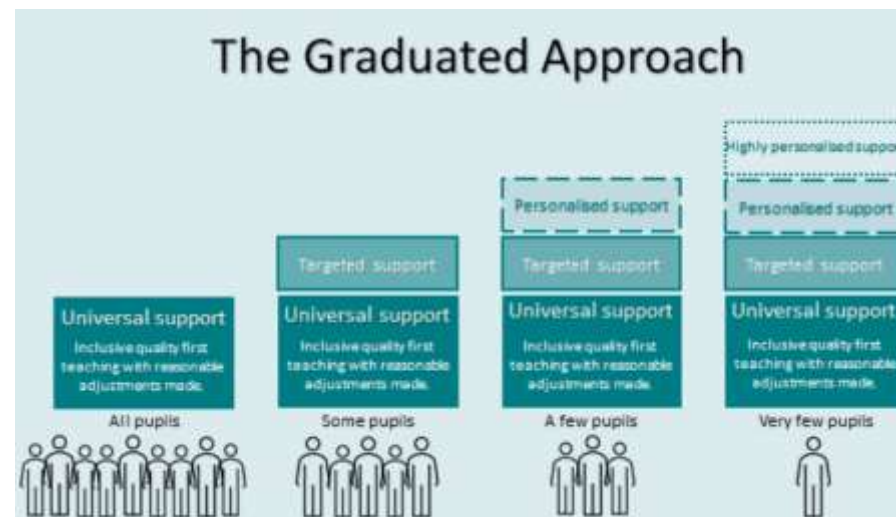 The Graduated Approach
Highly personalised suppor
Personalised support
Personalised support
Targeted support
Targeted support
Targeted support
Universal support
Inclusive quality first
teaching with reasonable
adjustments made.
Universal support
Inclusive quality first
teaching with reasonable
adjustments made.
Universal support
Inclusive quality first
teaching with reasonable
adjustments made.
Universal support
Inclusive quality first
teaching with reasonable
adjustments made.
All pupils
Some pupils
A few pupils
Very few pupils